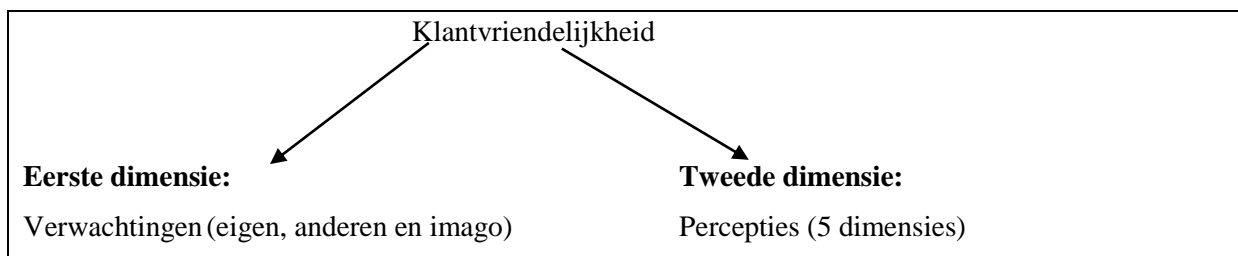 Klantvriendelijkheid
Eerste dimensie:
Tweede dimensie:
Verwachtingen (eigen, anderen en imago)
Percepties (5 dimensies)